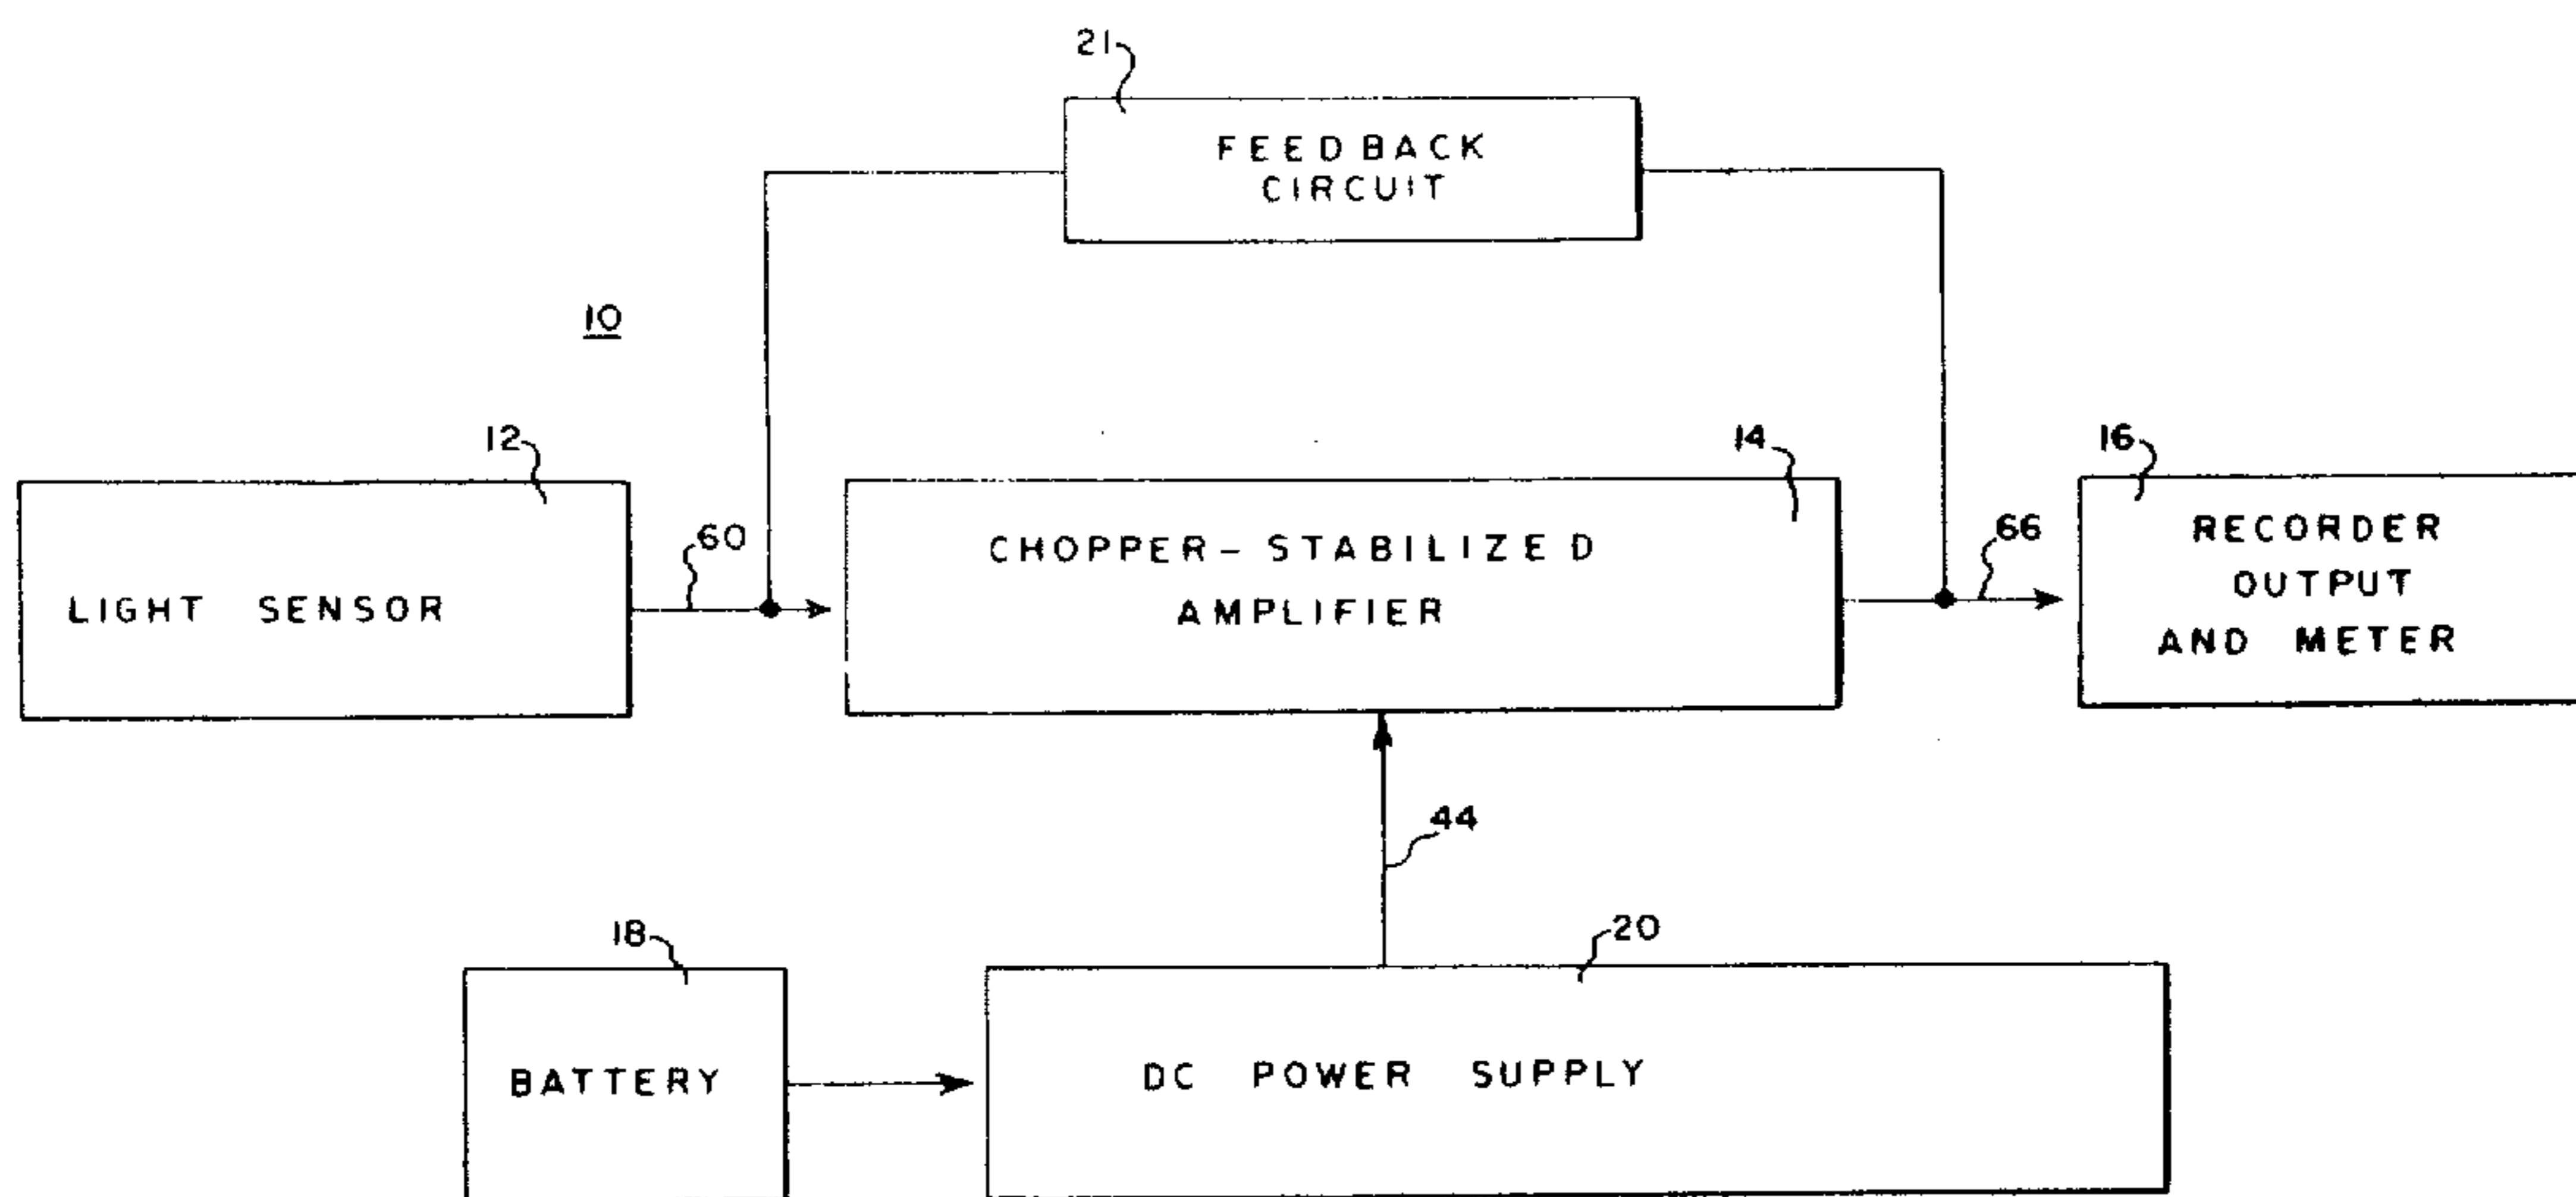 21
FEEDBACK
CIRCUIT
10
12
14
16
LIGHT SENSOR
60
CHOPPER-STABILIZED
AMPLIFIER
66
RECORDER
OUTPUT
AND METER
44
18
20
BATTERY
DC POWER SUPPLY